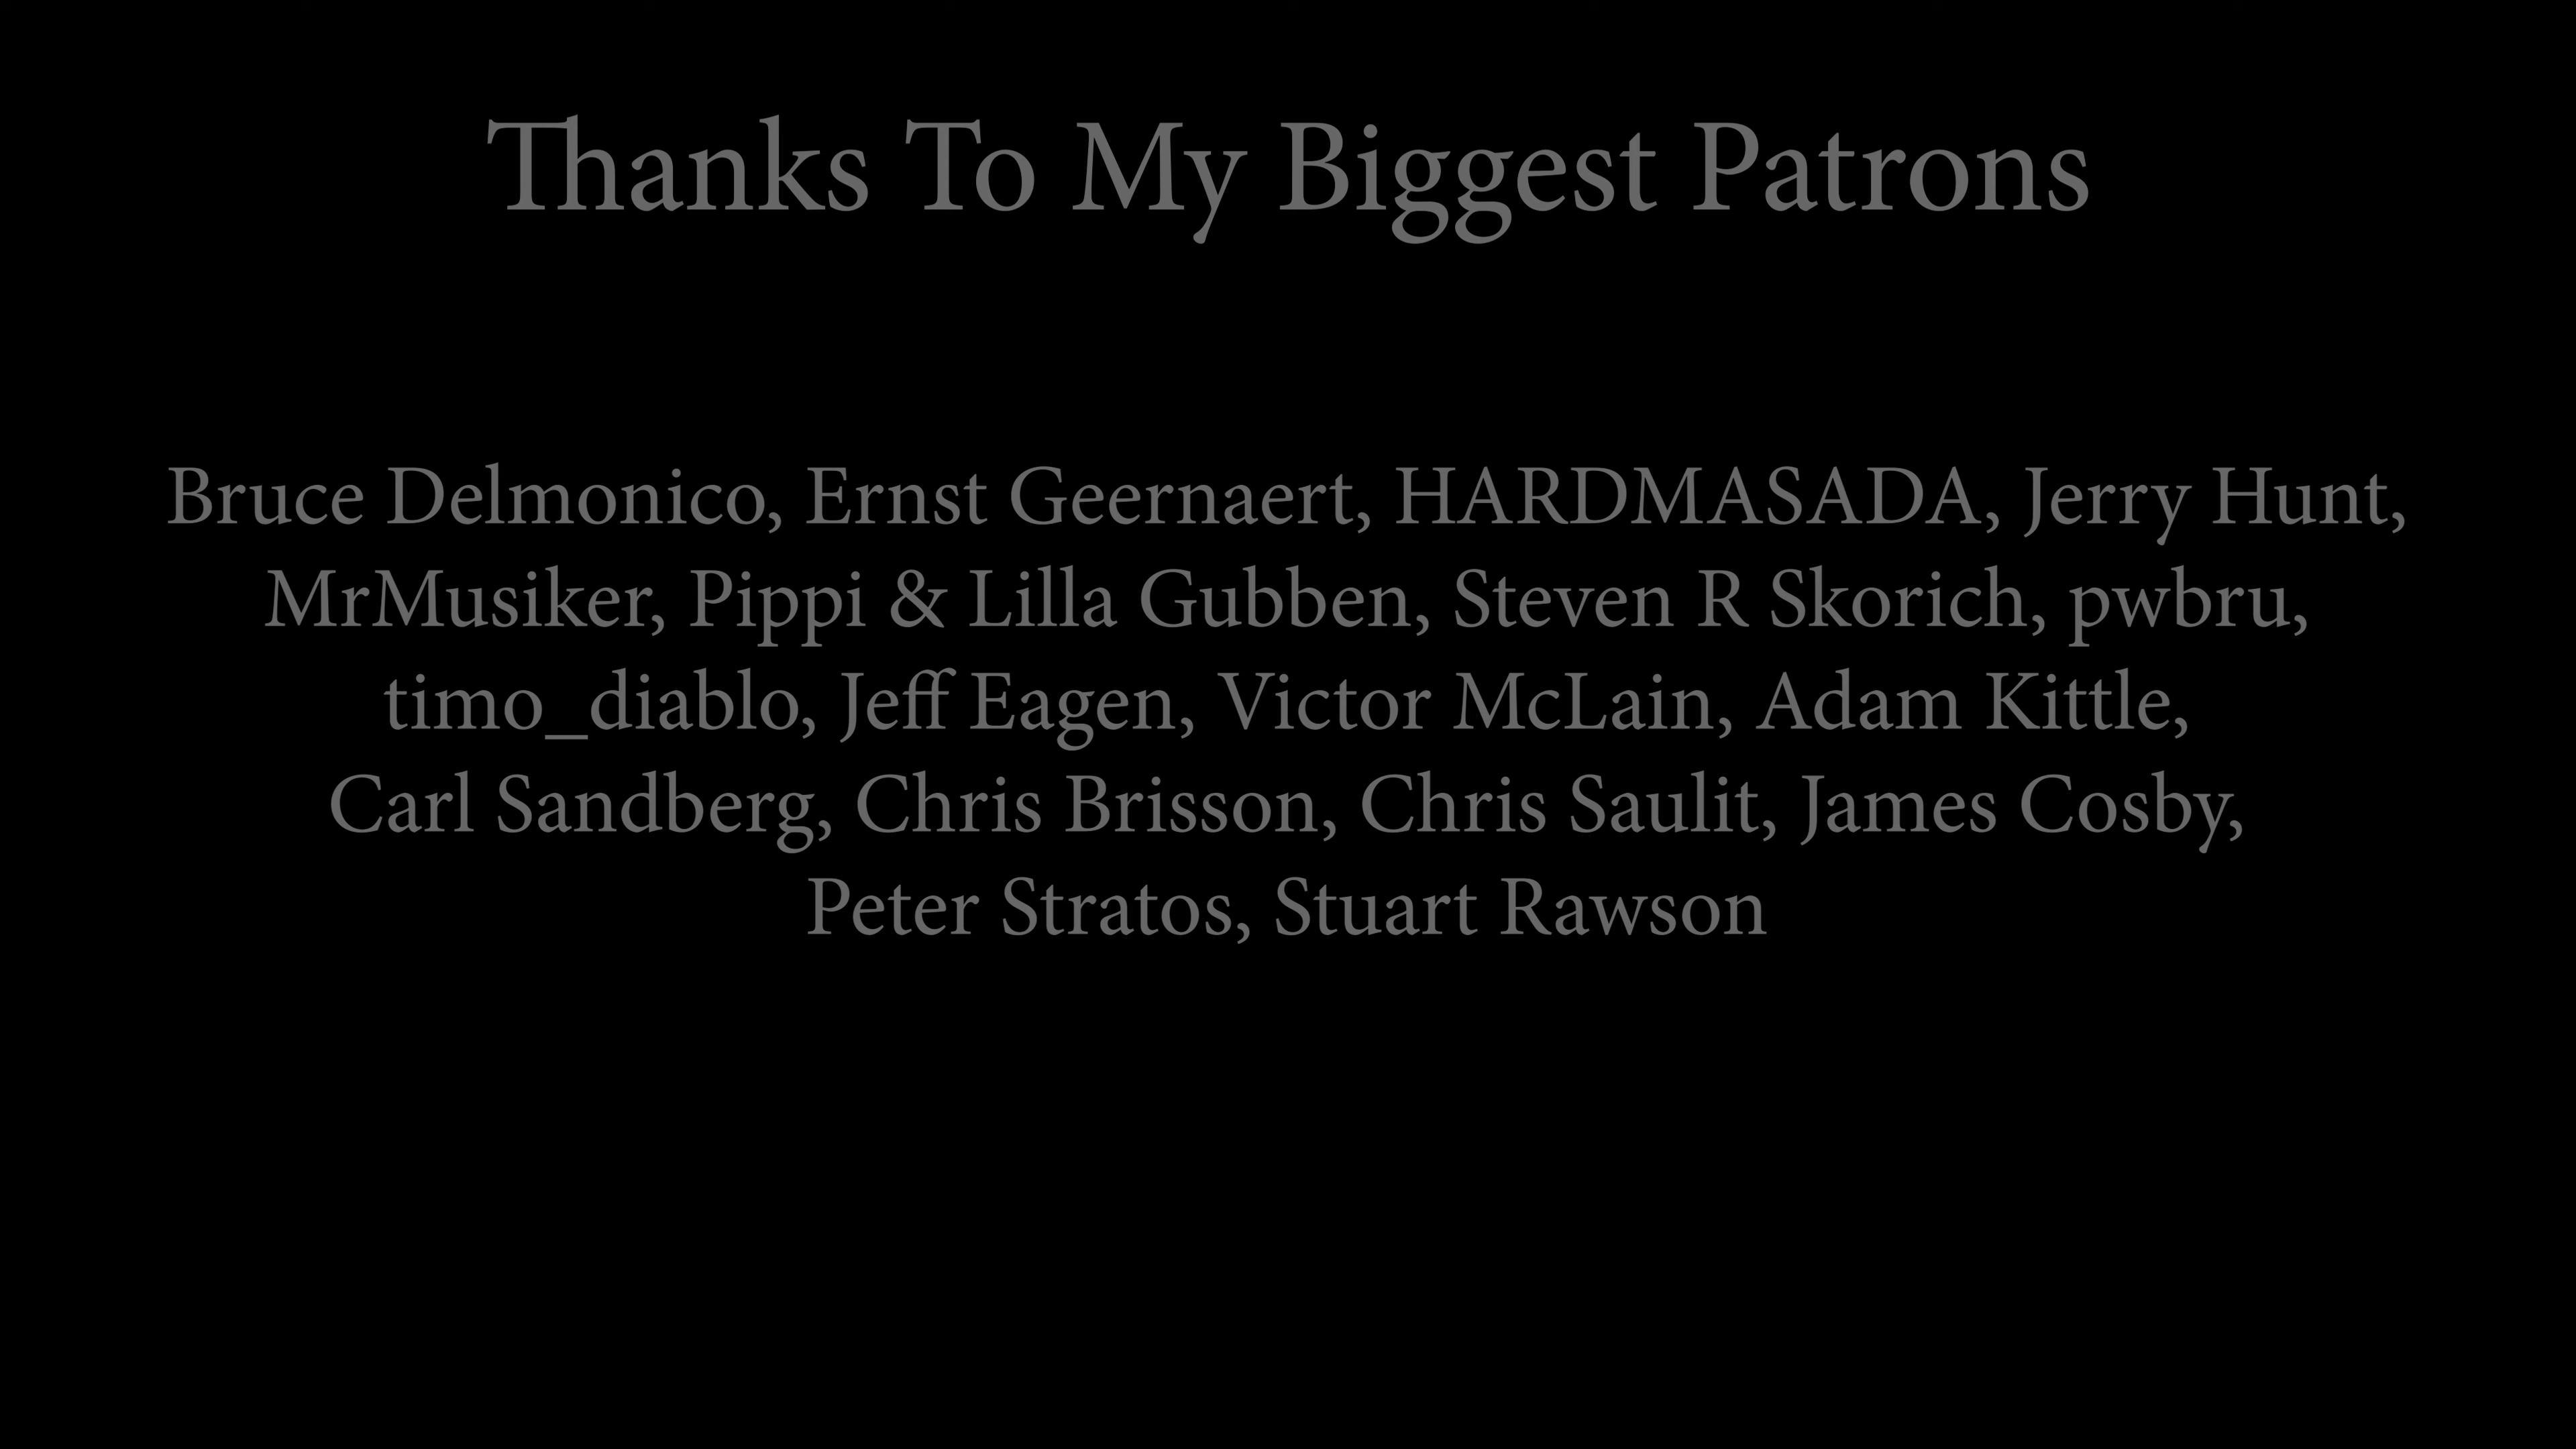 Thanks To My Biggest Patrons
Bruce Delmonico, Ernst Geernaert, HARDMASADA, Jerry Hunt,
MrMusiker, Pippi & Lilla Gubben, Steven R Skorich, pwbru,
timo_diablo, Jeff Eagen, Victor McLain, Adam Kittle,
Carl Sandberg, Chris Brisson, Chris Saulit, James Cosby,
Peter Stratos, Stuart Rawson